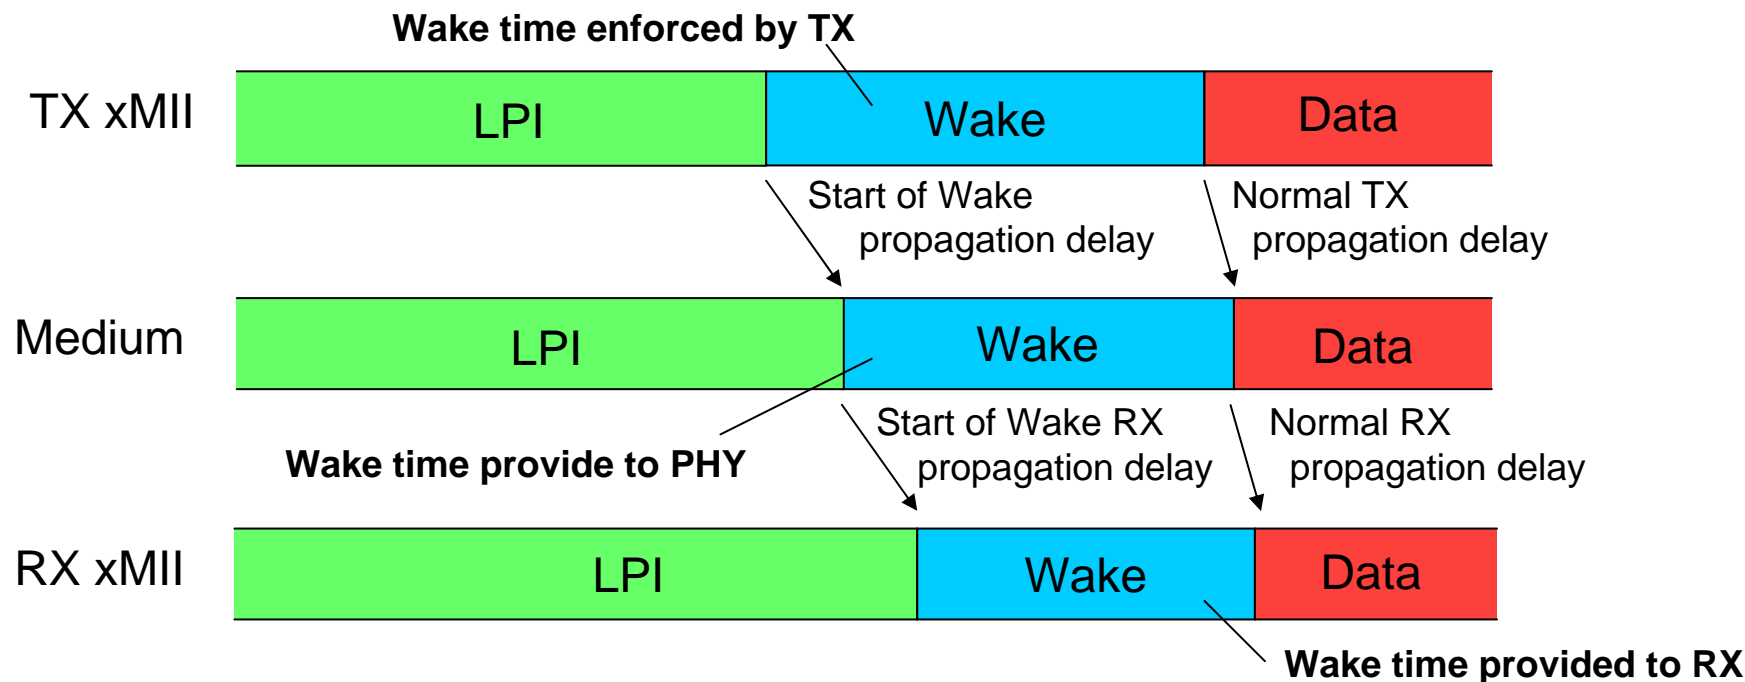 Wake time enforced by TX
TX xMII
LPI
Wake
Data
Start of Wake
propagation delay
Normal TX
propagation delay
Medium
LPI
Wake
Data
Start of Wake RX
propagation delay
Normal RX
propagation delay
Wake time provide to PHY
RX xMII
LPI
Wake
Data
Wake time provided to RX